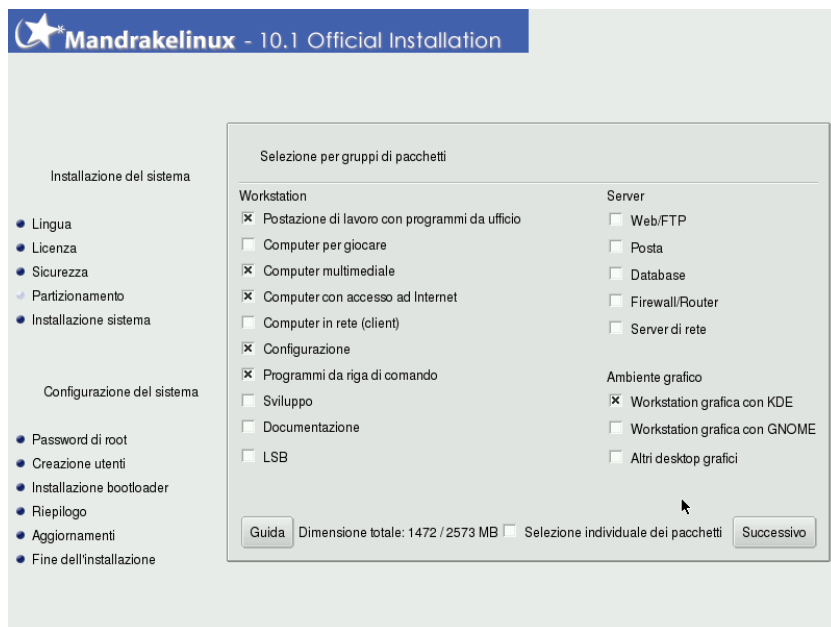 Mandrakelinux - 10.1 Official Installation
Installazione del sistema
Lingua
Licenza
Sicurezza
Partizionamento
Installazione sistema
Configurazione del sistema
Password di root
Creazione utenti
Installazione bootloader
Riepilogo
Aggiornamenti
Fine dell'installazione
Selezione per gruppi di pacchetti
Workstation
Postazione di lavoro con programmi da ufficio
Computer per giocare
Computer multimediale
Computer con accesso ad Internet
Computer in rete (client)
Configurazione
Programmi da riga di comando
Sviluppo
Documentazione
LSB
Server
Web/FTP
Posta
Database
Firewall/Router
Server di rete
Ambiente grafico
Workstation grafica con KDE
Workstation grafica con GNOME
Altri desktop grafici
Guida Dimensione totale: 1472 / 2573 MB Selezione individuale dei pacchetti Successivo